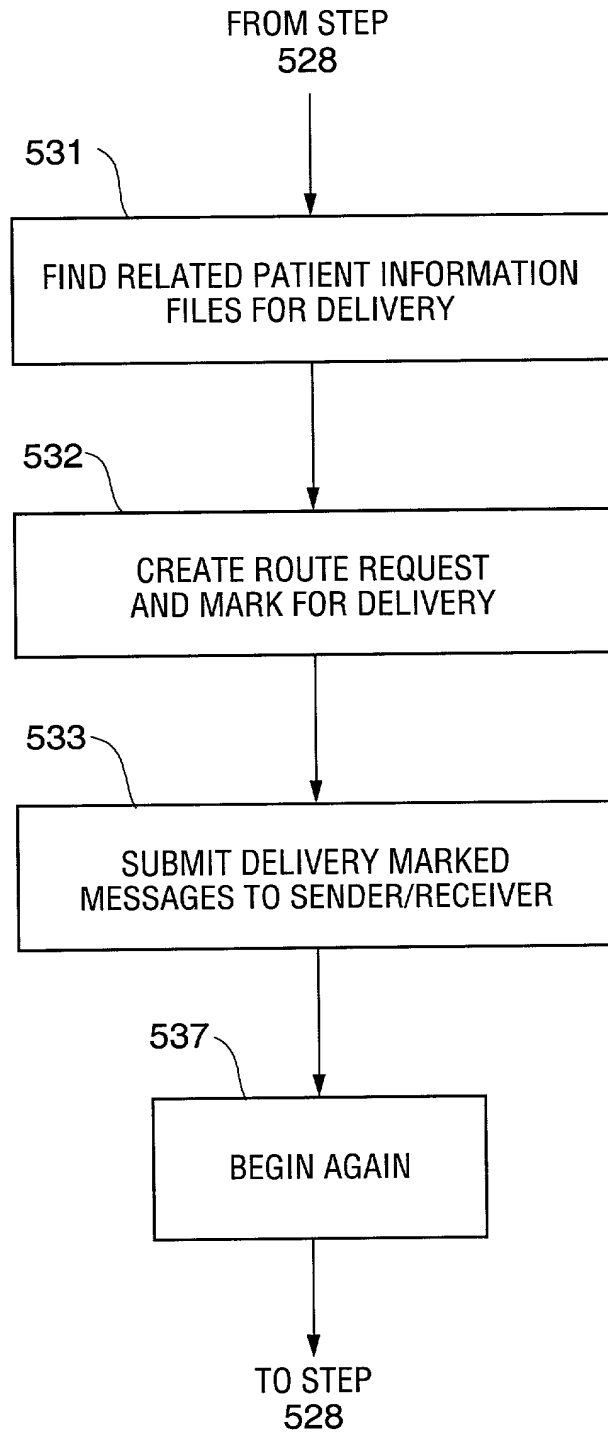 FROM STEP
528
531
FIND RELATED PATIENT INFORMATION
FILES FOR DELIVERY
532
CREATE ROUTE REQUEST
AND MARK FOR DELIVERY
533
SUBMIT DELIVERY MARKED
MESSAGES TO SENDER/RECEIVER
537
BEGIN AGAIN
TO STEP
528